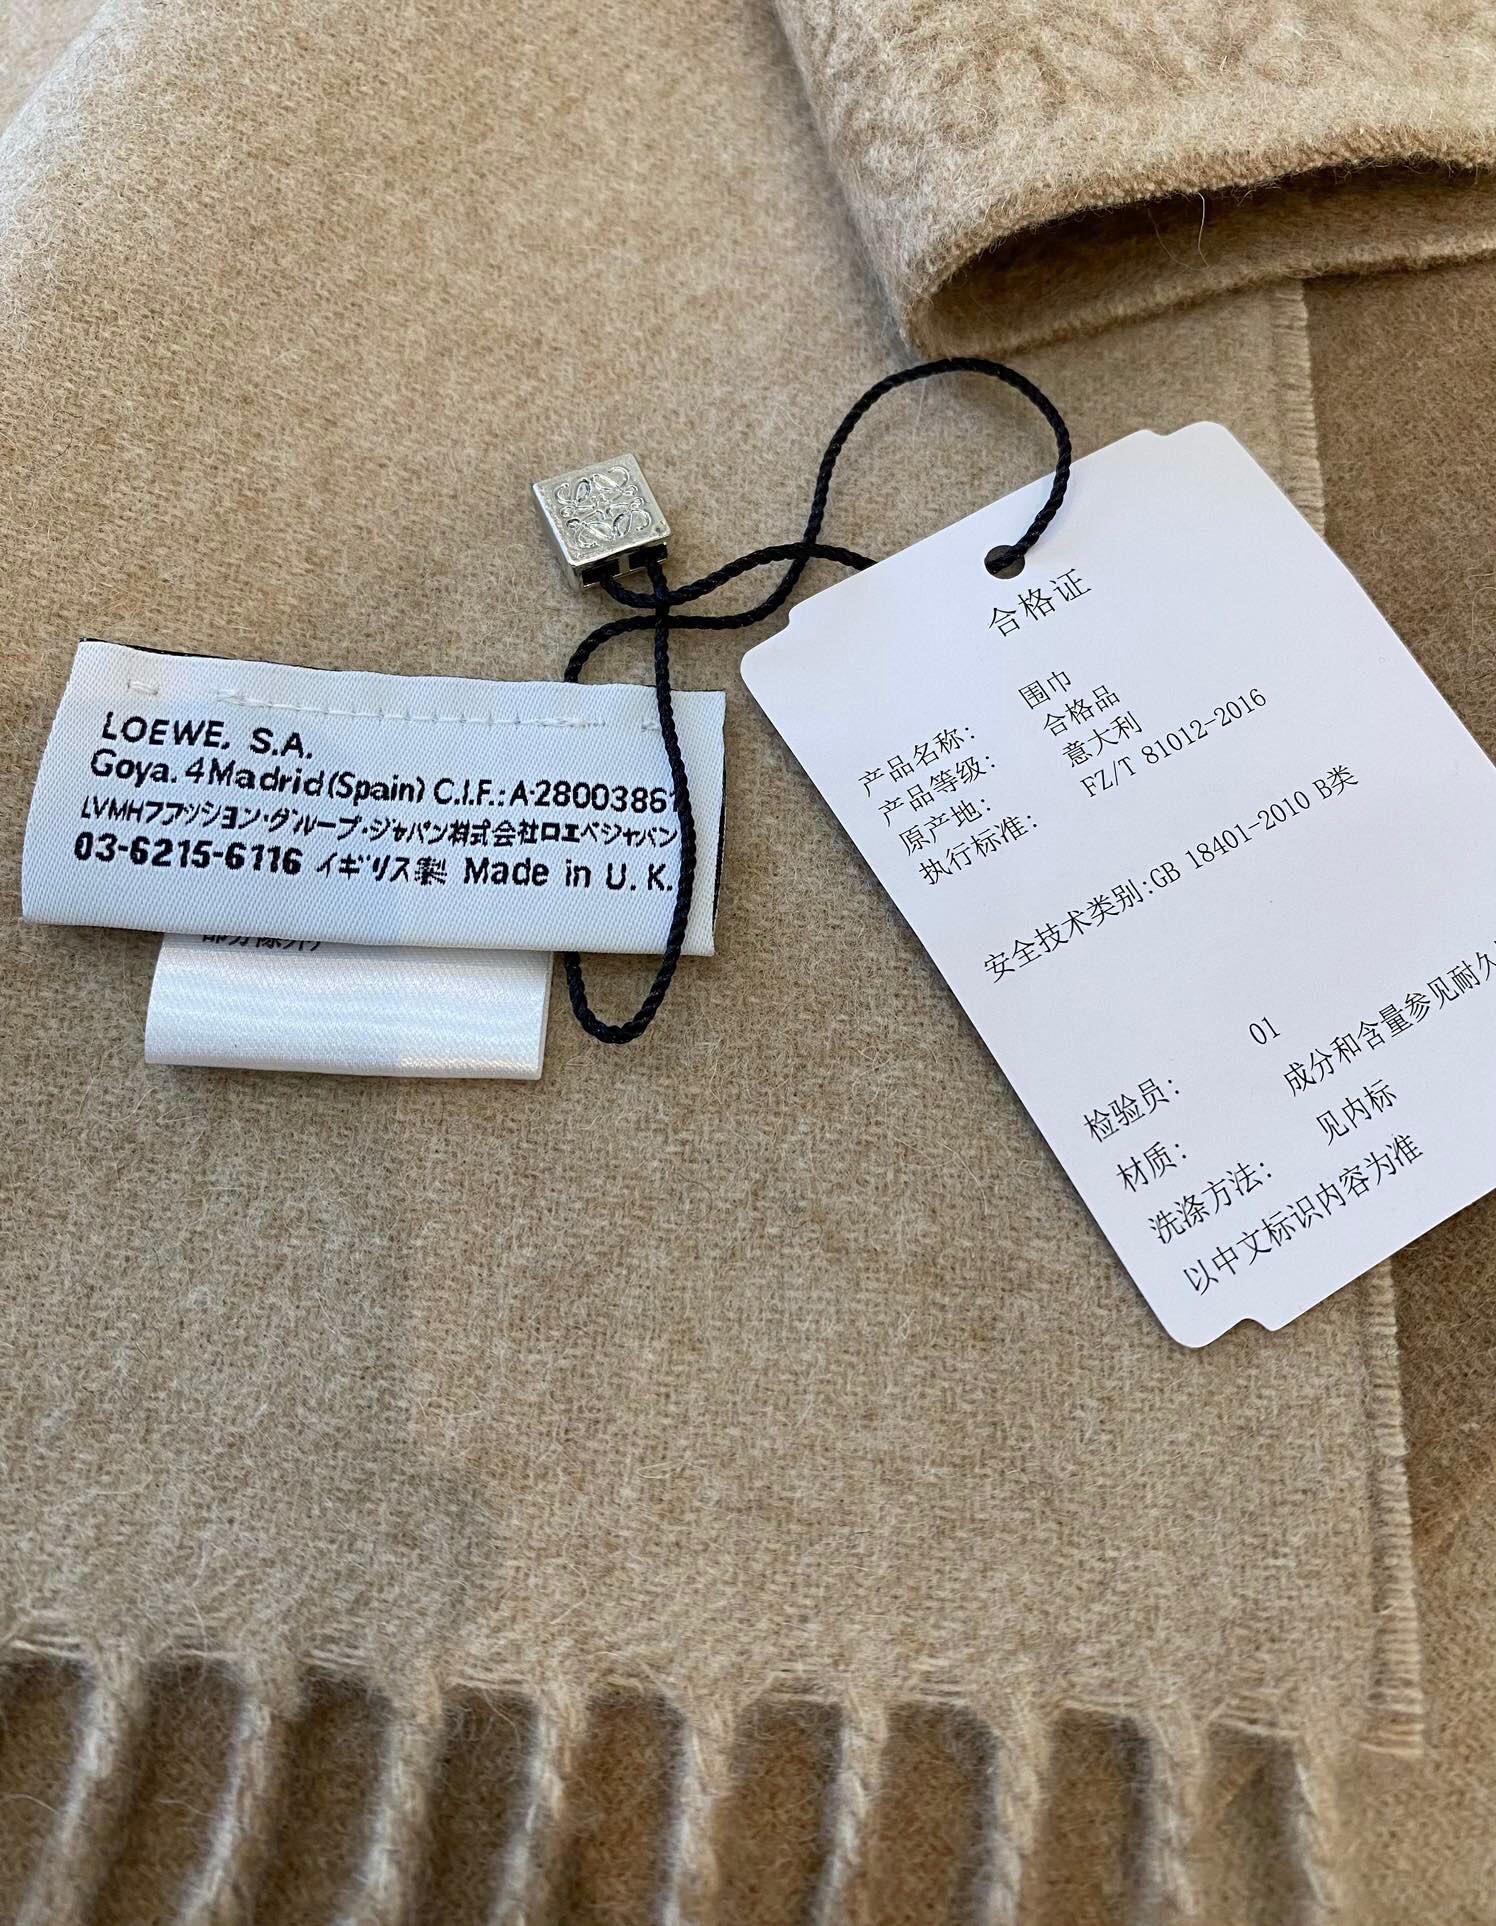 LOEWE, S.A.
Goya. 4 Madrid (Spain) C.I.F.: A-28003861
LVMHファッション・グループ・ジャパン株式会社ロエベジャパン
03-6215-6116 イギリス製 Made in U.K.
部分除外)
合格证
产品名称: 围巾
产品等级: 合格品
原产地: 意大利
执行标准: FZ/T 81012-2016
安全技术类别:GB 18401-2010 B类
检验员: 01
材质: 成分和含量参见耐久
洗涤方法: 见内标
以中文标识内容为准